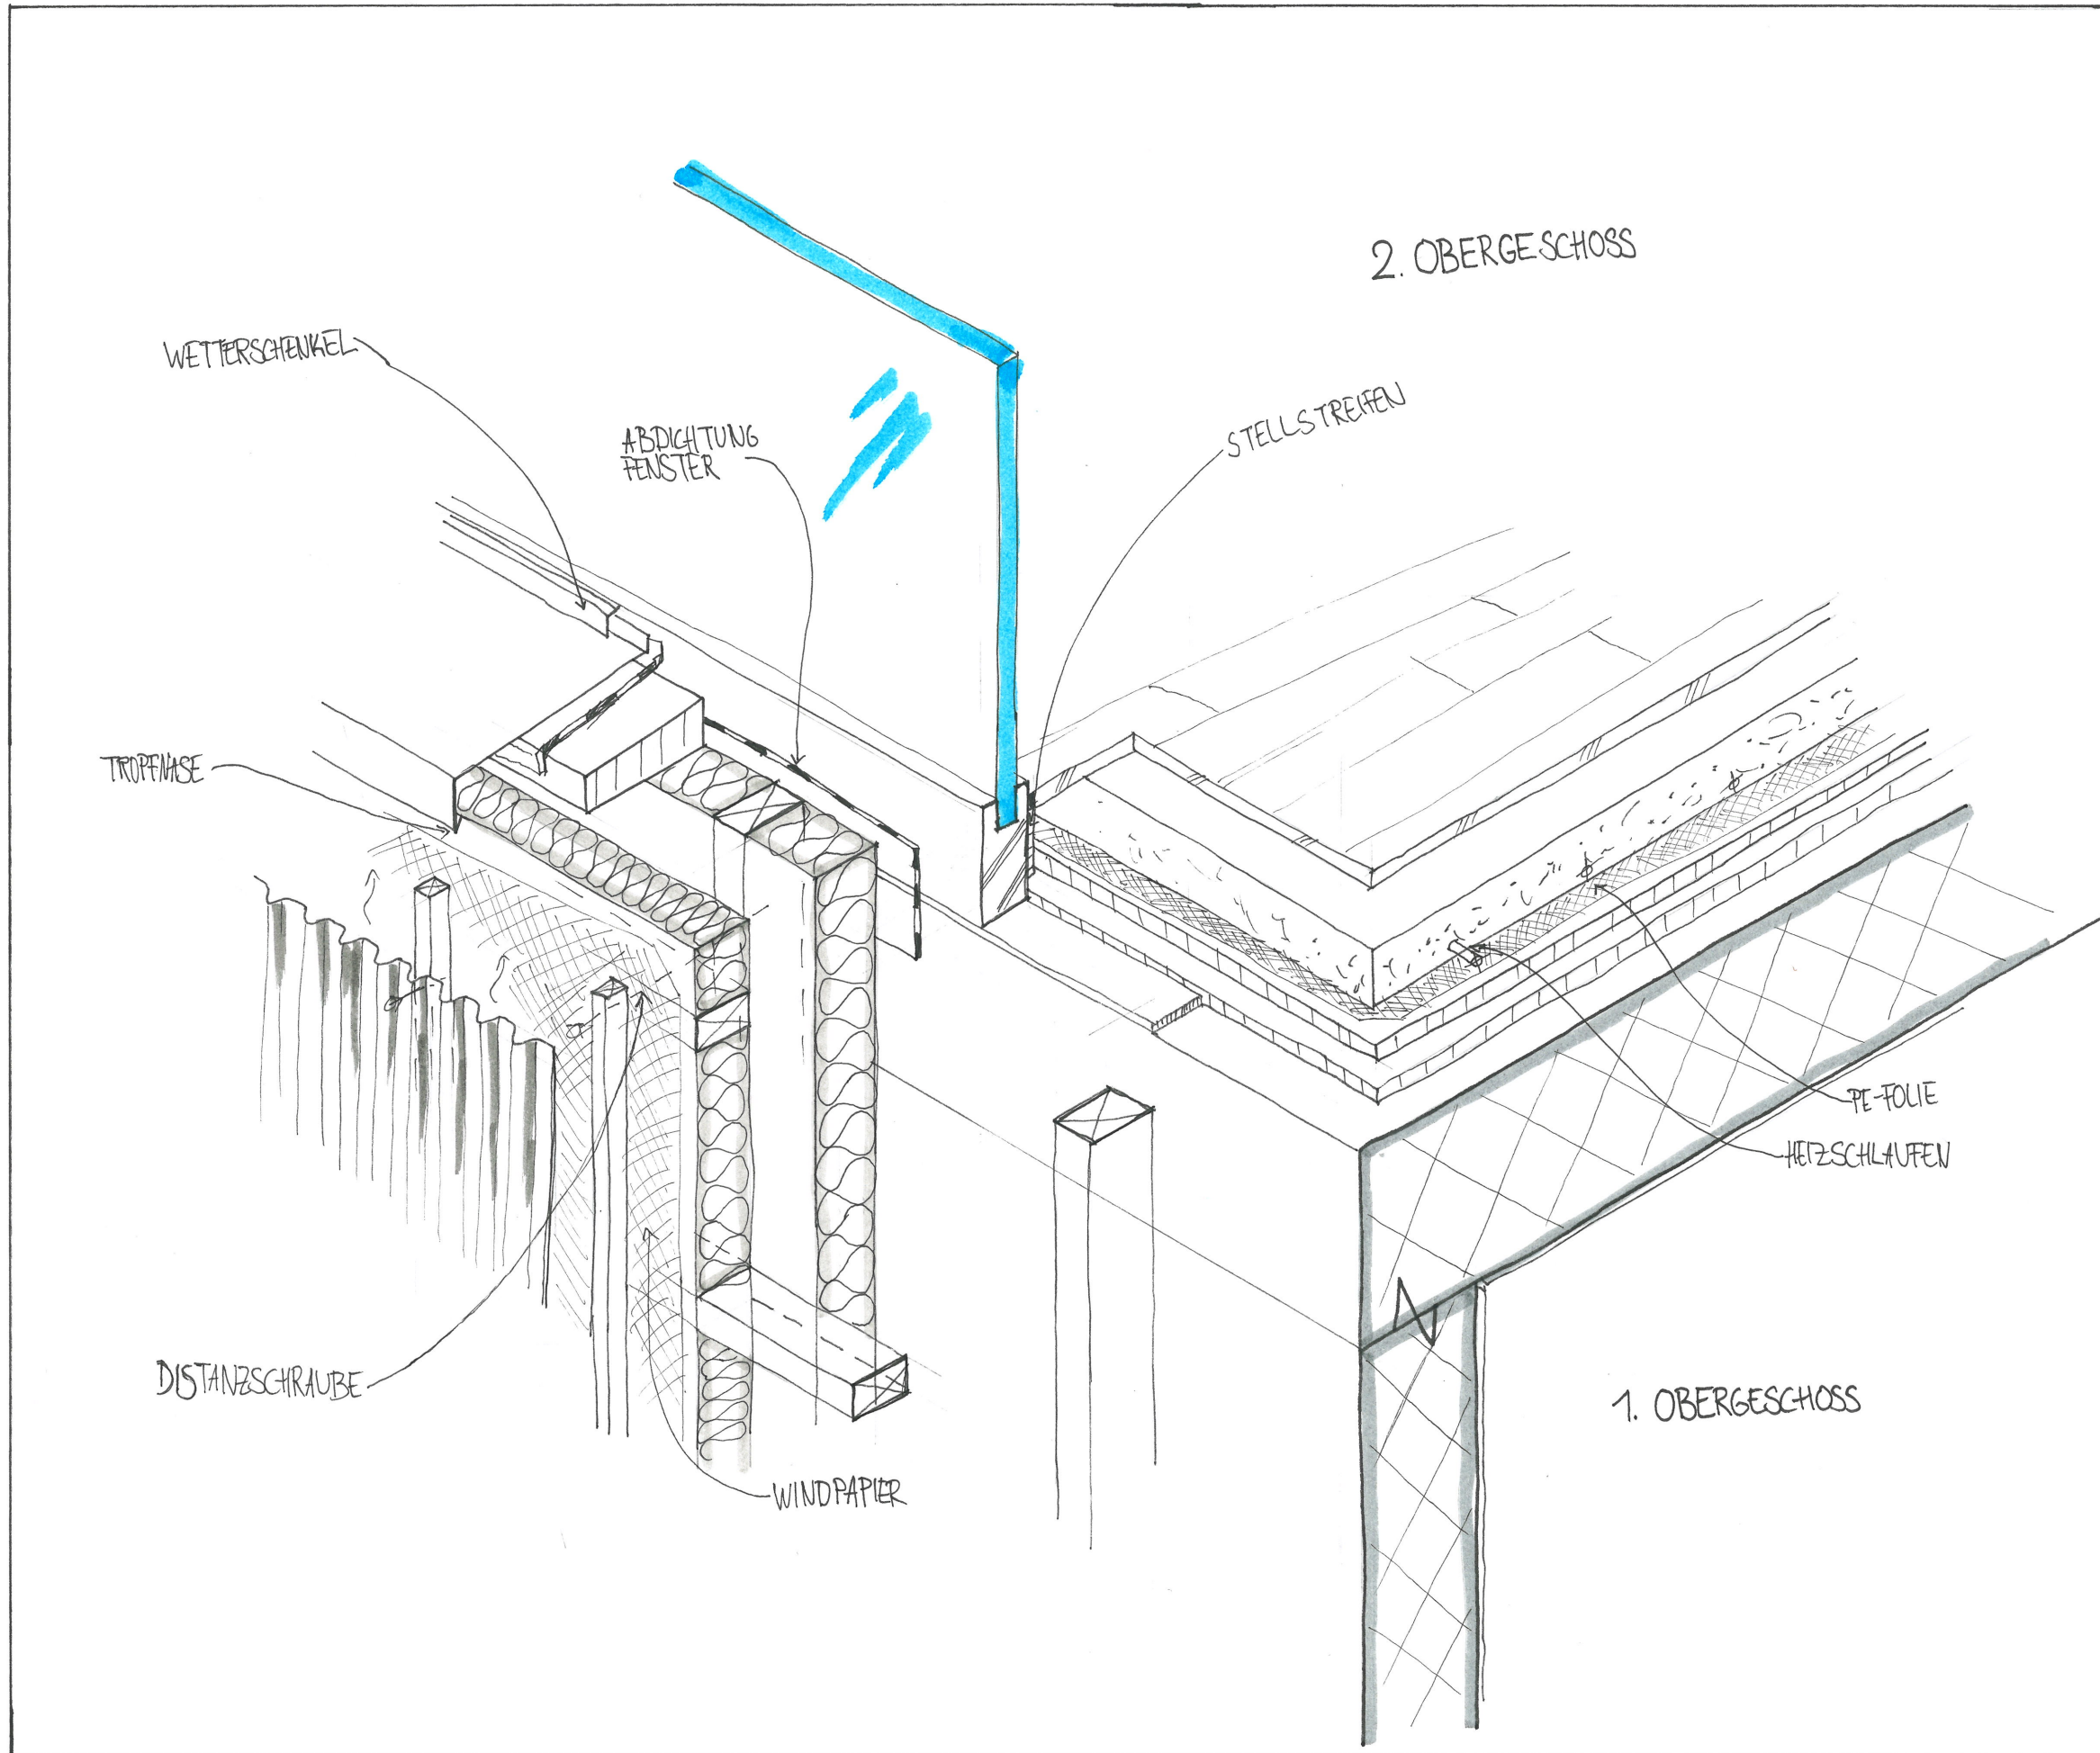 2. OBERGESCHOSS
WETTERSCHENKEL
ABDICHTUNG
FENSTER
STELLSTREIFEN
TROPFNASE
PE-FOLIE
HEIZSCHLAUFEN
DISTANZSCHRAUBE
1. OBERGESCHOSS
WINDPAPIER